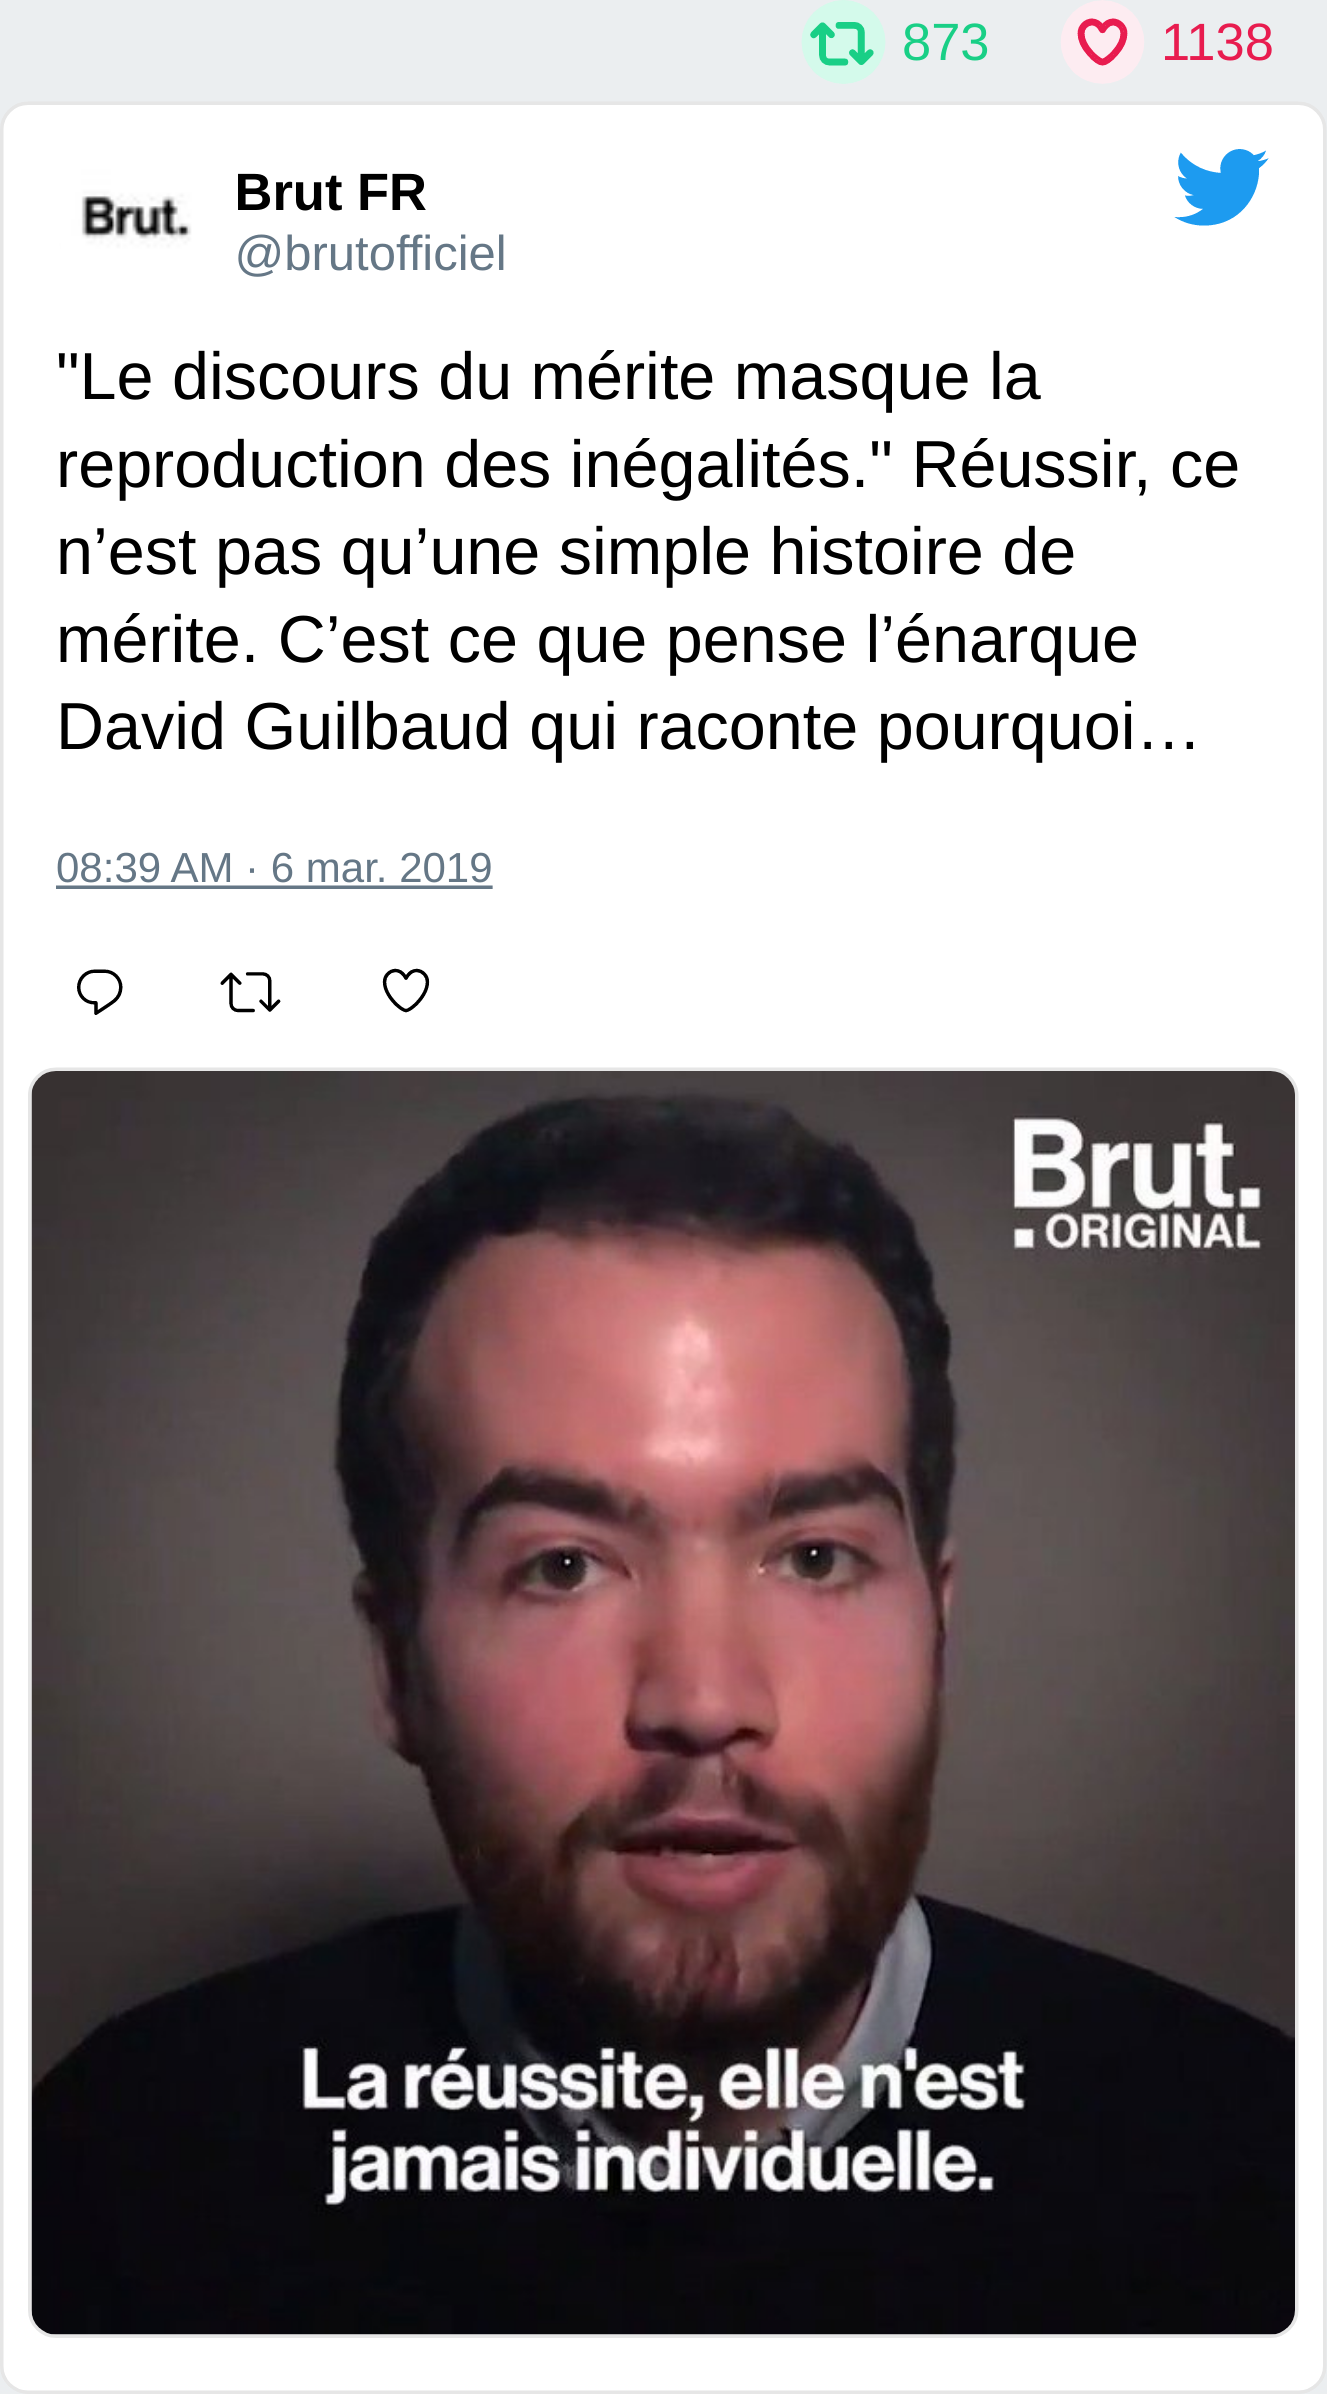 873 1138
Brut.
Brut FR
@brutofficiel
"Le discours du mérite masque la
reproduction des inégalités." Réussir, ce
n’est pas qu’une simple histoire de
mérite. C’est ce que pense l’énarque
David Guilbaud qui raconte pourquoi…
08:39 AM · 6 mar. 2019
Brut.
ORIGINAL
La réussite, elle n'est
jamais individuelle.